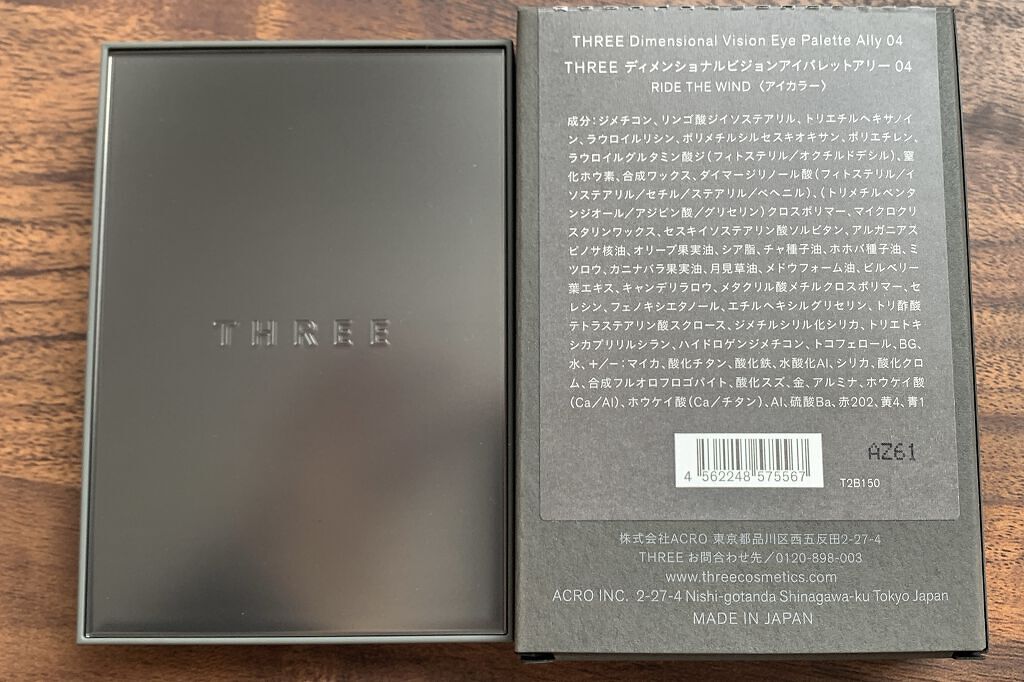 THREE
THREE Dimensional Vision Eye Palette Ally 04
THREE ディメンショナルビジョンアイパレットアリー 04
RIDE THE WIND 〈アイカラー〉
成分:ジメチコン、リンゴ酸ジイソステアリル、トリエチルヘキサノイ
ン、ラウロイルリシン、ポリメチルシルセスキオキサン、ポリエチレン、
ラウロイルグルタミン酸ジ(フィトステリル/オクチルドデシル)、窒
化ホウ素、合成ワックス、ダイマージリノール酸(フィトステリル/イ
ソステアリル/セチル/ステアリル/ベヘニル)、(トリメチルペンタ
ンジオール/アジピン酸/グリセリン)クロスポリマー、マイクロクリ
スタリンワックス、セスキイソステアリン酸ソルビタン、アルガニアス
ピノサ核油、オリーブ果実油、シア脂、チャ種子油、ホホバ種子油、ミ
ツロウ、カニナバラ果実油、月見草油、メドウフォーム油、ビルベリー
葉エキス、キャンデリラロウ、メタクリル酸メチルクロスポリマー、セ
レシン、フェノキシエタノール、エチルヘキシルグリセリン、トリ酢酸
テトラステアリン酸スクロース、ジメチルシリル化シリカ、トリエトキ
シカプリリルシラン、ハイドロゲンジメチコン、トコフェロール、BG、
水、+/−:マイカ、酸化チタン、酸化鉄、水酸化Al、シリカ、酸化クロ
ム、合成フルオロフロゴパイト、酸化スズ、金、アルミナ、ホウケイ酸
(Ca/Al)、ホウケイ酸(Ca/チタン)、Al、硫酸Ba、赤202、黄4、青1
4 562248 575567
AZ61
T2B150
株式会社ACRO 東京都品川区西五反田2-27-4
THREE お問合わせ先/0120-898-003
www.threecosmetics.com
ACRO INC. 2-27-4 Nishi-gotanda Shinagawa-ku Tokyo Japan
MADE IN JAPAN